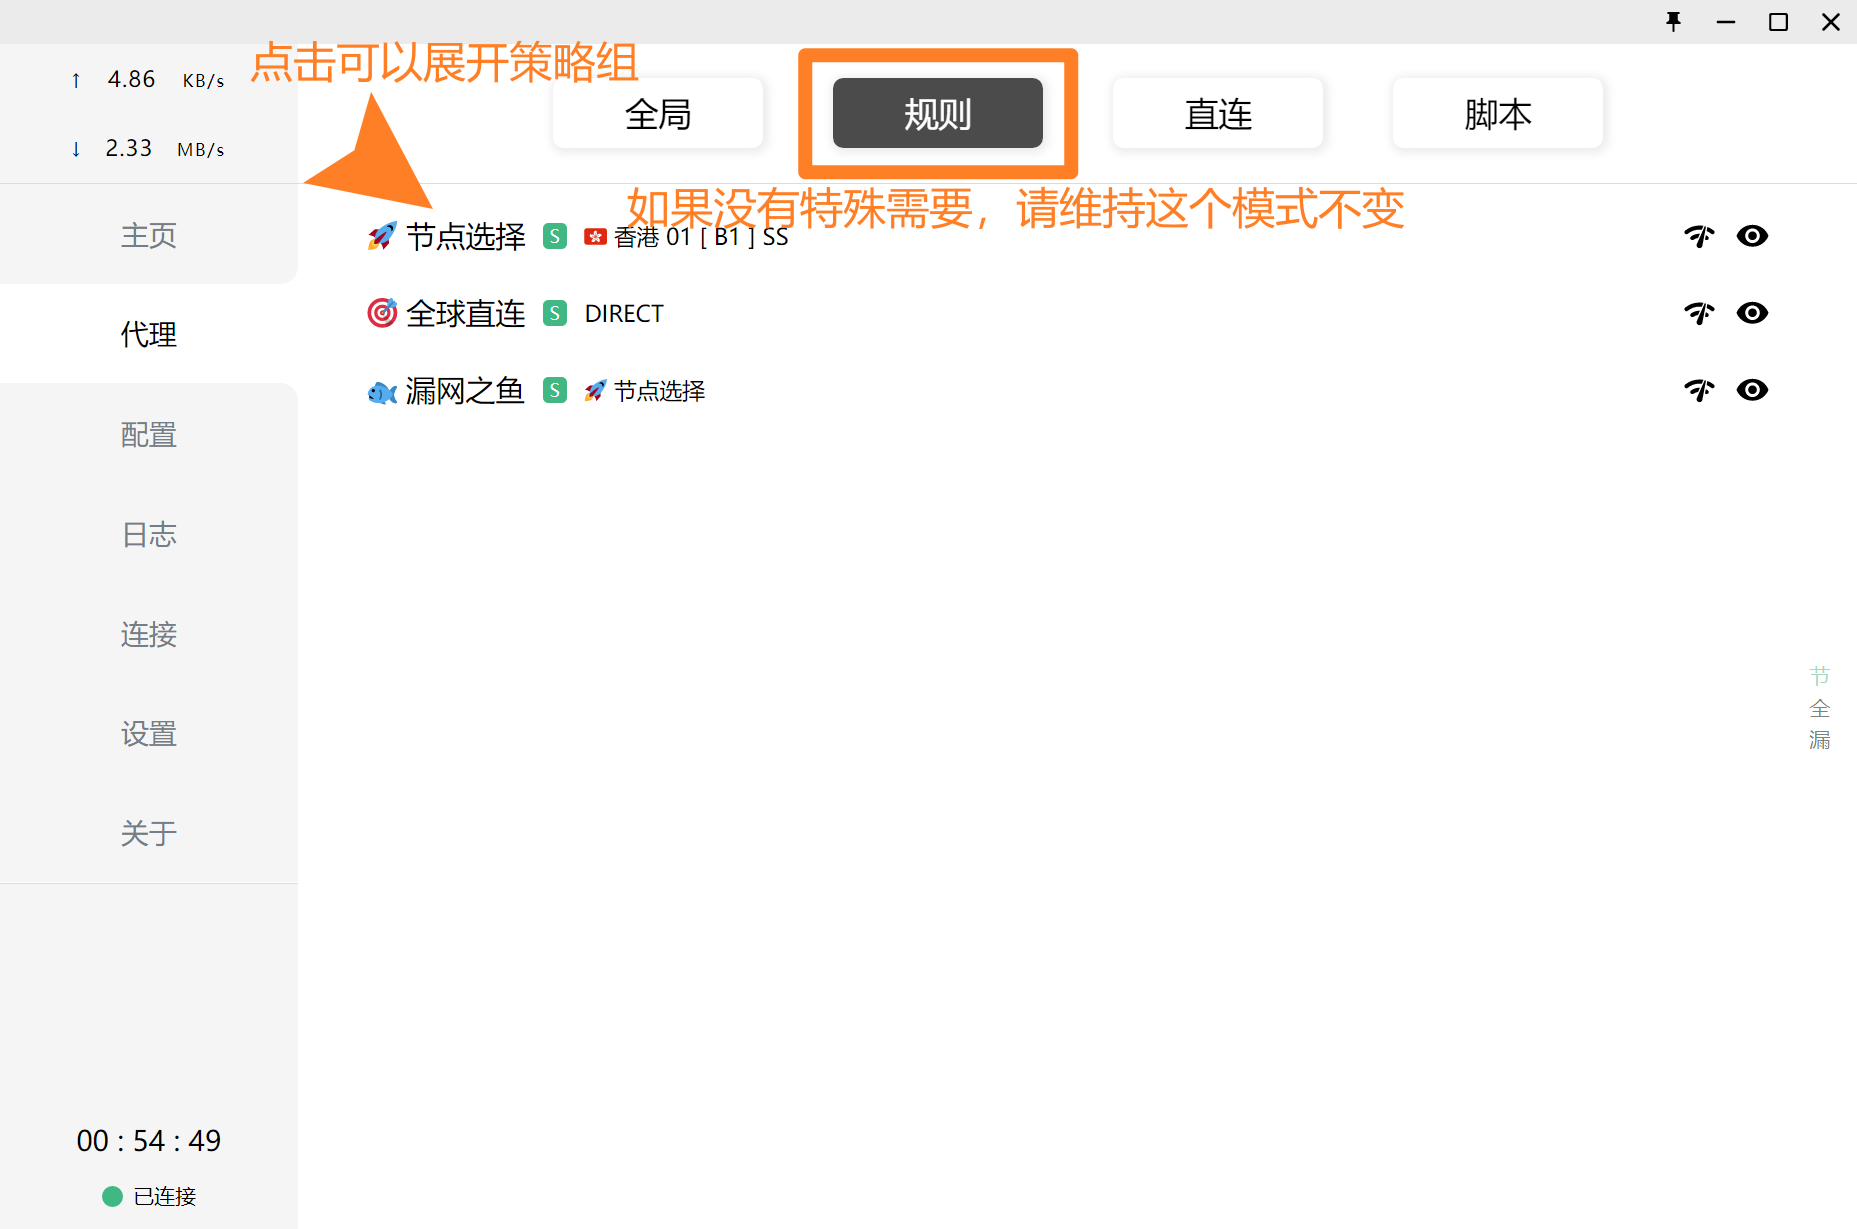 点击可以展开策略组
↑ 4.86 KB/s
↓ 2.33 MB/s
全局
规则
直连
脚本
如果没有特殊需要，请维持这个模式不变
主页
代理
配置
日志
连接
设置
关于
节点选择 S 香港 01 [ B1 ] SS
全球直连 S DIRECT
漏网之鱼 S 节点选择
节
全
漏
00 : 54 : 49
已连接